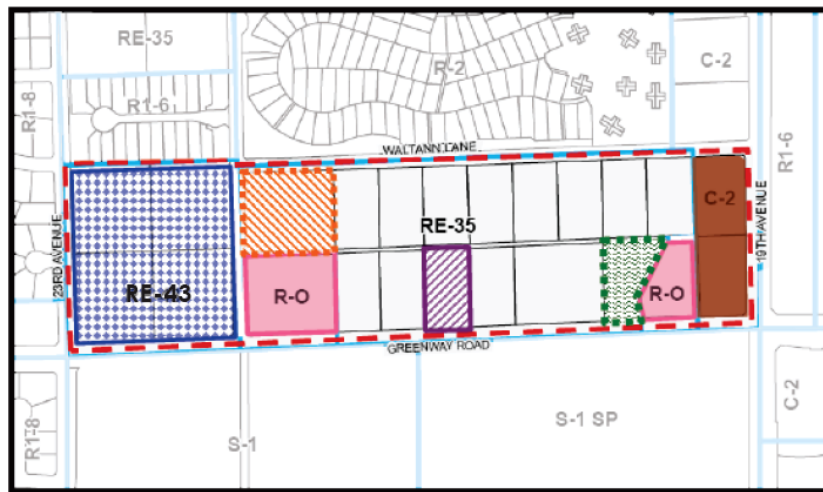 RE-35
R-2
C-2
R1-8
R1-6
R1-6
WALTANN LANE
23RD AVENUE
RE-43
RE-35
C-2
19TH AVENUE
R-O
R-O
GREENWAY ROAD
R1-8
S-1
S-1 SP
C-2